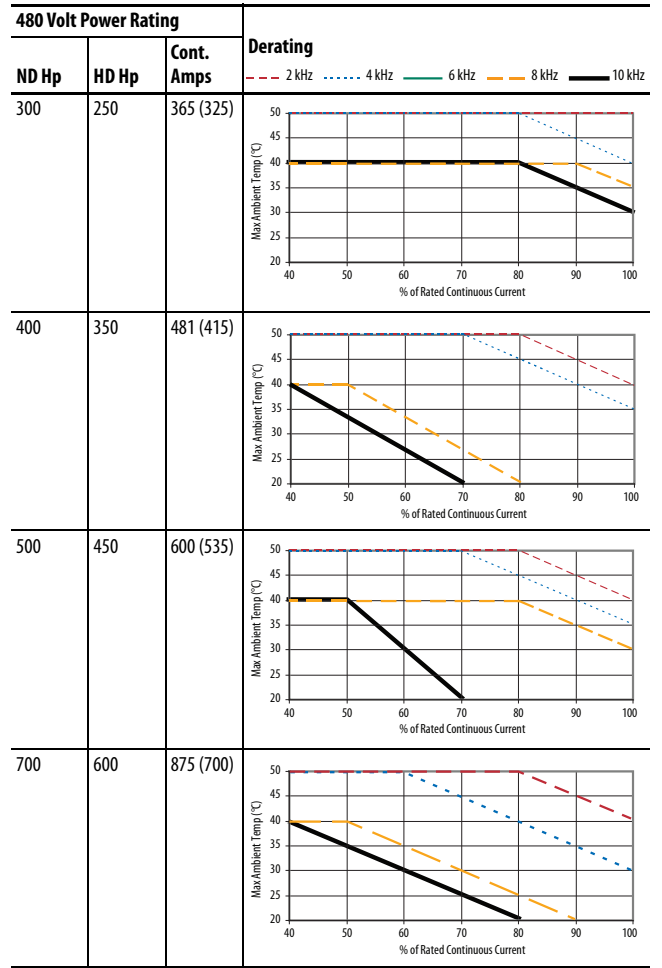 480 Volt Power Rating
ND Hp HD Hp Cont. Amps Derating
2 kHz 4 kHz 6 kHz 8 kHz 10 kHz
300 250 365 (325)
Max Ambient Temp (°C)
50
45
40
35
30
25
20
40 50 60 70 80 90 100
% of Rated Continuous Current
400 350 481 (415)
Max Ambient Temp (°C)
50
45
40
35
30
25
20
40 50 60 70 80 90 100
% of Rated Continuous Current
500 450 600 (535)
Max Ambient Temp (°C)
50
45
40
35
30
25
20
40 50 60 70 80 90 100
% of Rated Continuous Current
700 600 875 (700)
Max Ambient Temp (°C)
50
45
40
35
30
25
20
40 50 60 70 80 90 100
% of Rated Continuous Current